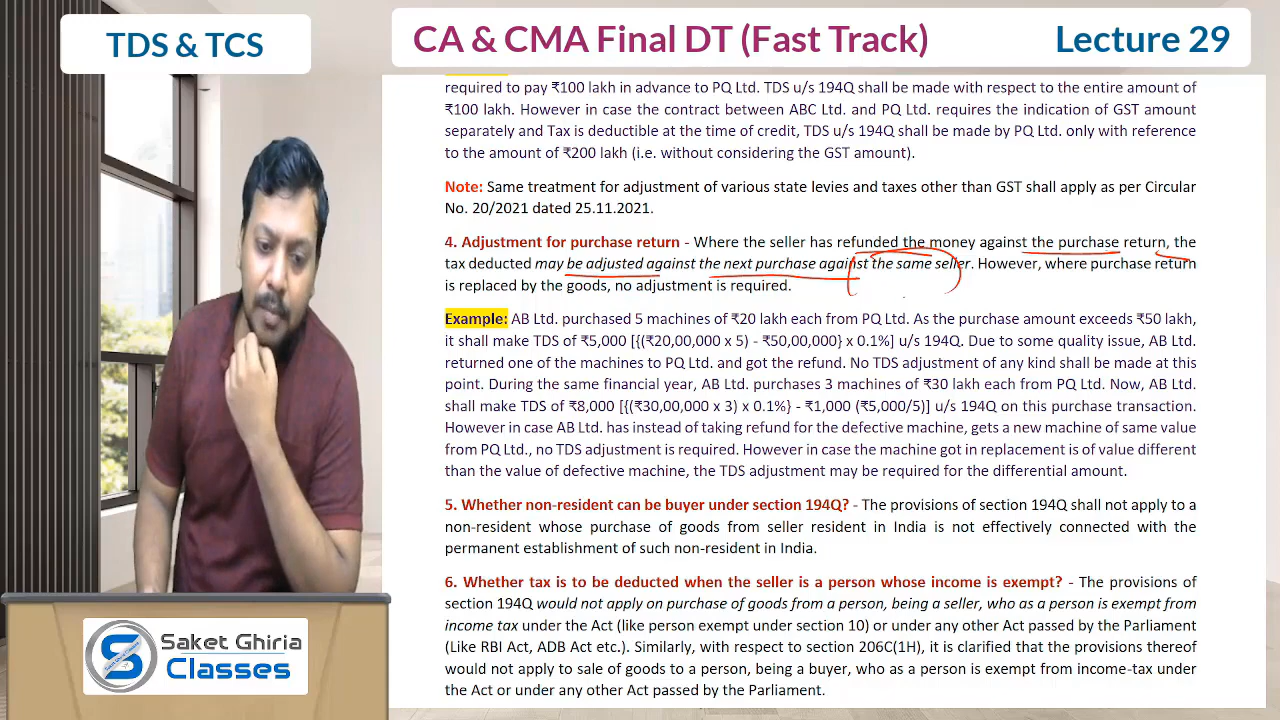 TDS & TCS
CA & CMA Final DT (Fast Track)
Lecture 29
required to pay ₹100 lakh in advance to PQ Ltd. TDS u/s 194Q shall be made with respect to the entire amount of
₹100 lakh. However in case the contract between ABC Ltd. and PQ Ltd. requires the indication of GST amount
separately and Tax is deductible at the time of credit, TDS u/s 194Q shall be made by PQ Ltd. only with reference
to the amount of ₹200 lakh (i.e. without considering the GST amount).
Note: Same treatment for adjustment of various state levies and taxes other than GST shall apply as per Circular
No. 20/2021 dated 25.11.2021.
4. Adjustment for purchase return - Where the seller has refunded the money against the purchase return, the
tax deducted may be adjusted against the next purchase against the same seller. However, where purchase return
is replaced by the goods, no adjustment is required.
Example: AB Ltd. purchased 5 machines of ₹20 lakh each from PQ Ltd. As the purchase amount exceeds ₹50 lakh,
it shall make TDS of ₹5,000 [{(₹20,00,000 x 5) - ₹50,00,000} x 0.1%] u/s 194Q. Due to some quality issue, AB Ltd.
returned one of the machines to PQ Ltd. and got the refund. No TDS adjustment of any kind shall be made at this
point. During the same financial year, AB Ltd. purchases 3 machines of ₹30 lakh each from PQ Ltd. Now, AB Ltd.
shall make TDS of ₹8,000 [{(₹30,00,000 x 3) x 0.1%} - ₹1,000 (₹5,000/5)] u/s 194Q on this purchase transaction.
However in case AB Ltd. has instead of taking refund for the defective machine, gets a new machine of same value
from PQ Ltd., no TDS adjustment is required. However in case the machine got in replacement is of value different
than the value of defective machine, the TDS adjustment may be required for the differential amount.
5. Whether non-resident can be buyer under section 194Q? - The provisions of section 194Q shall not apply to a
non-resident whose purchase of goods from seller resident in India is not effectively connected with the
permanent establishment of such non-resident in India.
6. Whether tax is to be deducted when the seller is a person whose income is exempt? - The provisions of
section 194Q would not apply on purchase of goods from a person, being a seller, who as a person is exempt from
income tax under the Act (like person exempt under section 10) or under any other Act passed by the Parliament
(Like RBI Act, ADB Act etc.). Similarly, with respect to section 206C(1H), it is clarified that the provisions thereof
would not apply to sale of goods to a person, being a buyer, who as a person is exempt from income-tax under
the Act or under any other Act passed by the Parliament.
Saket Ghiria
Classes